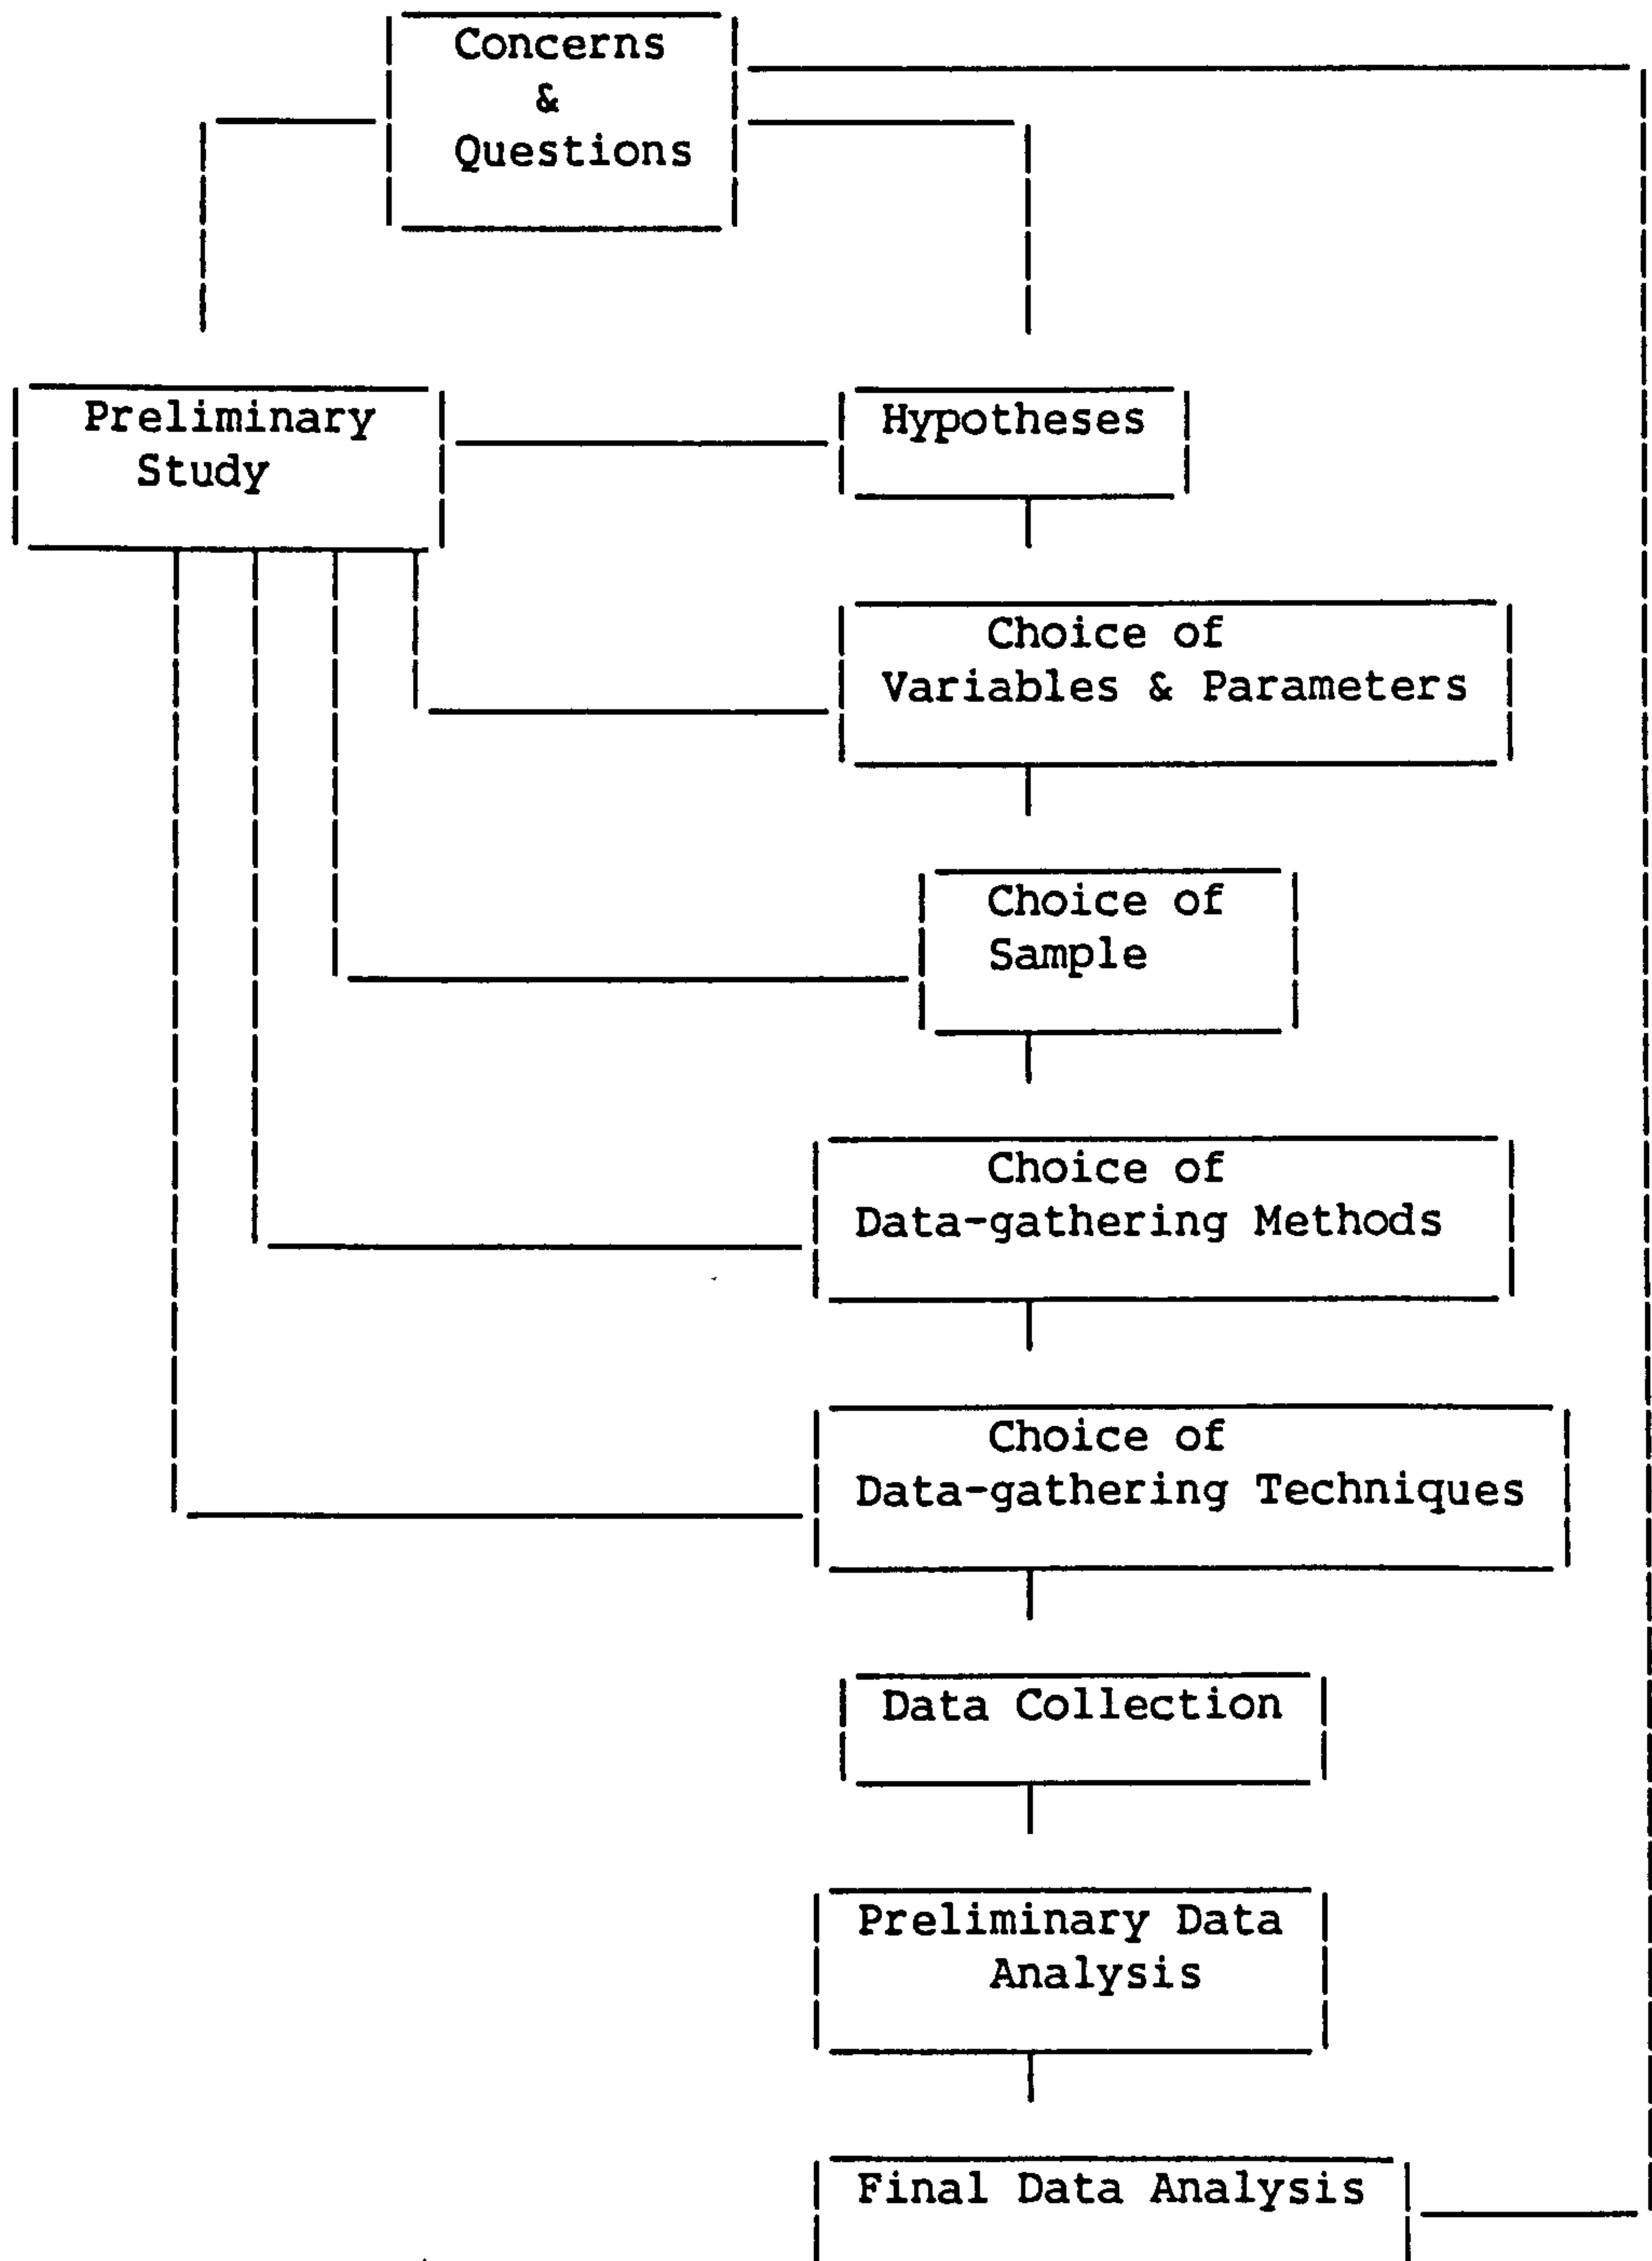 Concerns
&
Questions
Preliminary
Study
Hypotheses
Choice of
Variables & Parameters
Choice of
Sample
Choice of
Data-gathering Methods
Choice of
Data-gathering Techniques
Data Collection
Preliminary Data
Analysis
Final Data Analysis